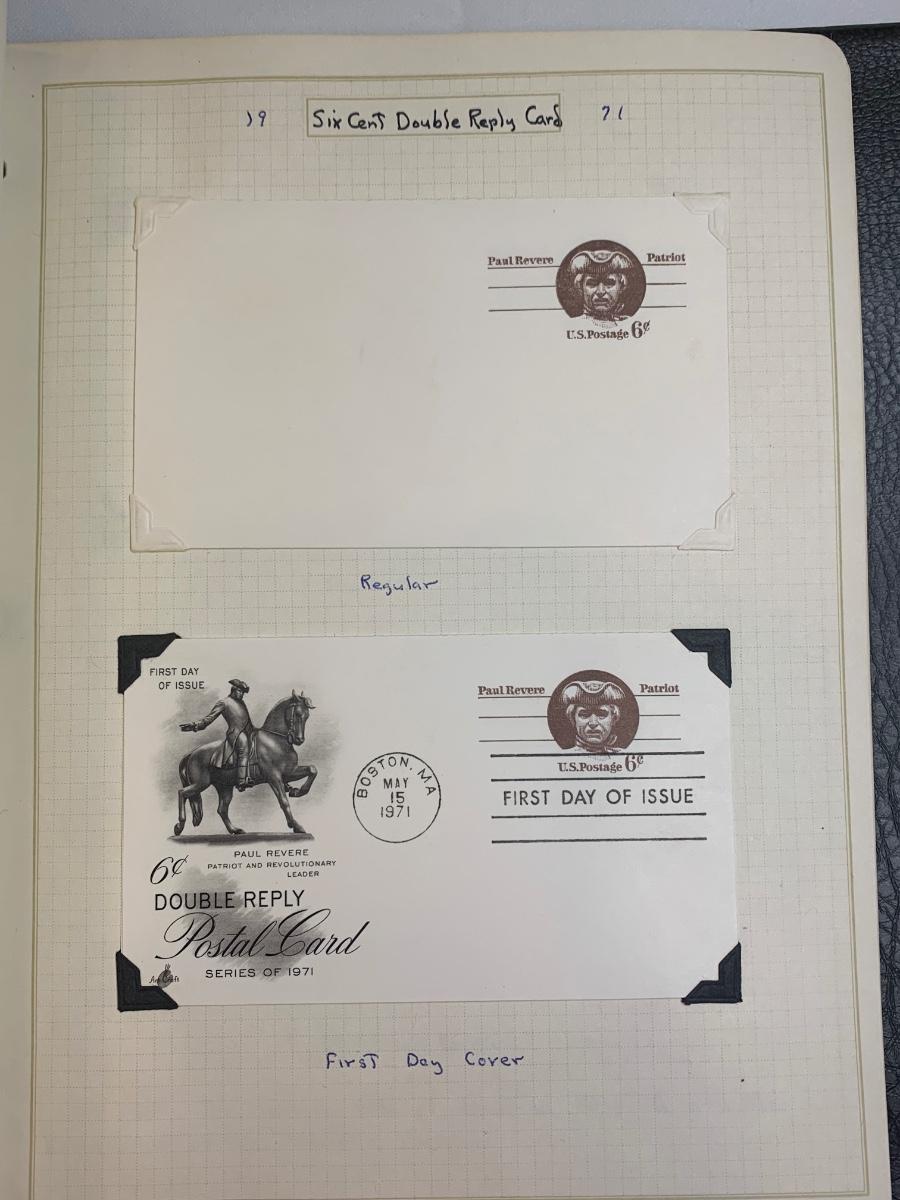 19 Six Cent Double Reply Card 71
Paul Revere Patriot
U.S.Postage 6¢
Regular
FIRST DAY
OF ISSUE
Paul Revere Patriot
U.S.Postage 6¢
BOSTON, MA
MAY
15
1971
FIRST DAY OF ISSUE
PAUL REVERE
PATRIOT AND REVOLUTIONARY
LEADER
6¢
DOUBLE REPLY
Postal Card
SERIES OF 1971
ArtCraft
First Day Cover